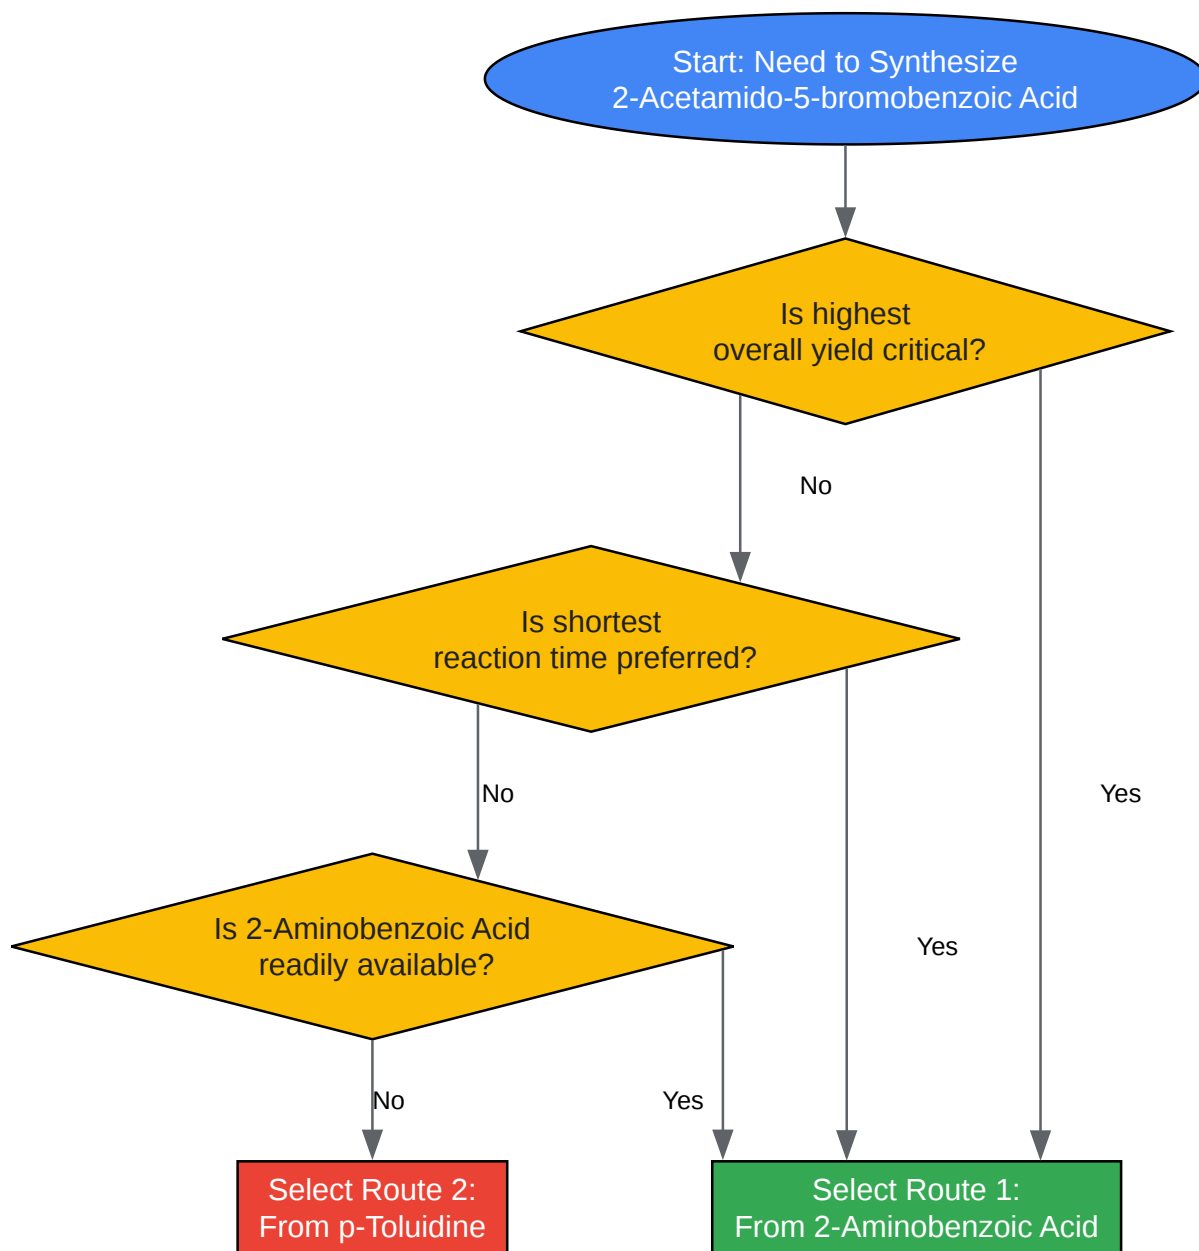 Start: Need to Synthesize
2-Acetamido-5-bromobenzoic Acid
Is highest
overall yield critical?
No
Is shortest
reaction time preferred?
No
Yes
Is 2-Aminobenzoic Acid
readily available?
Yes
No
Yes
Select Route 2:
From p-Toluidine
Select Route 1:
From 2-Aminobenzoic Acid